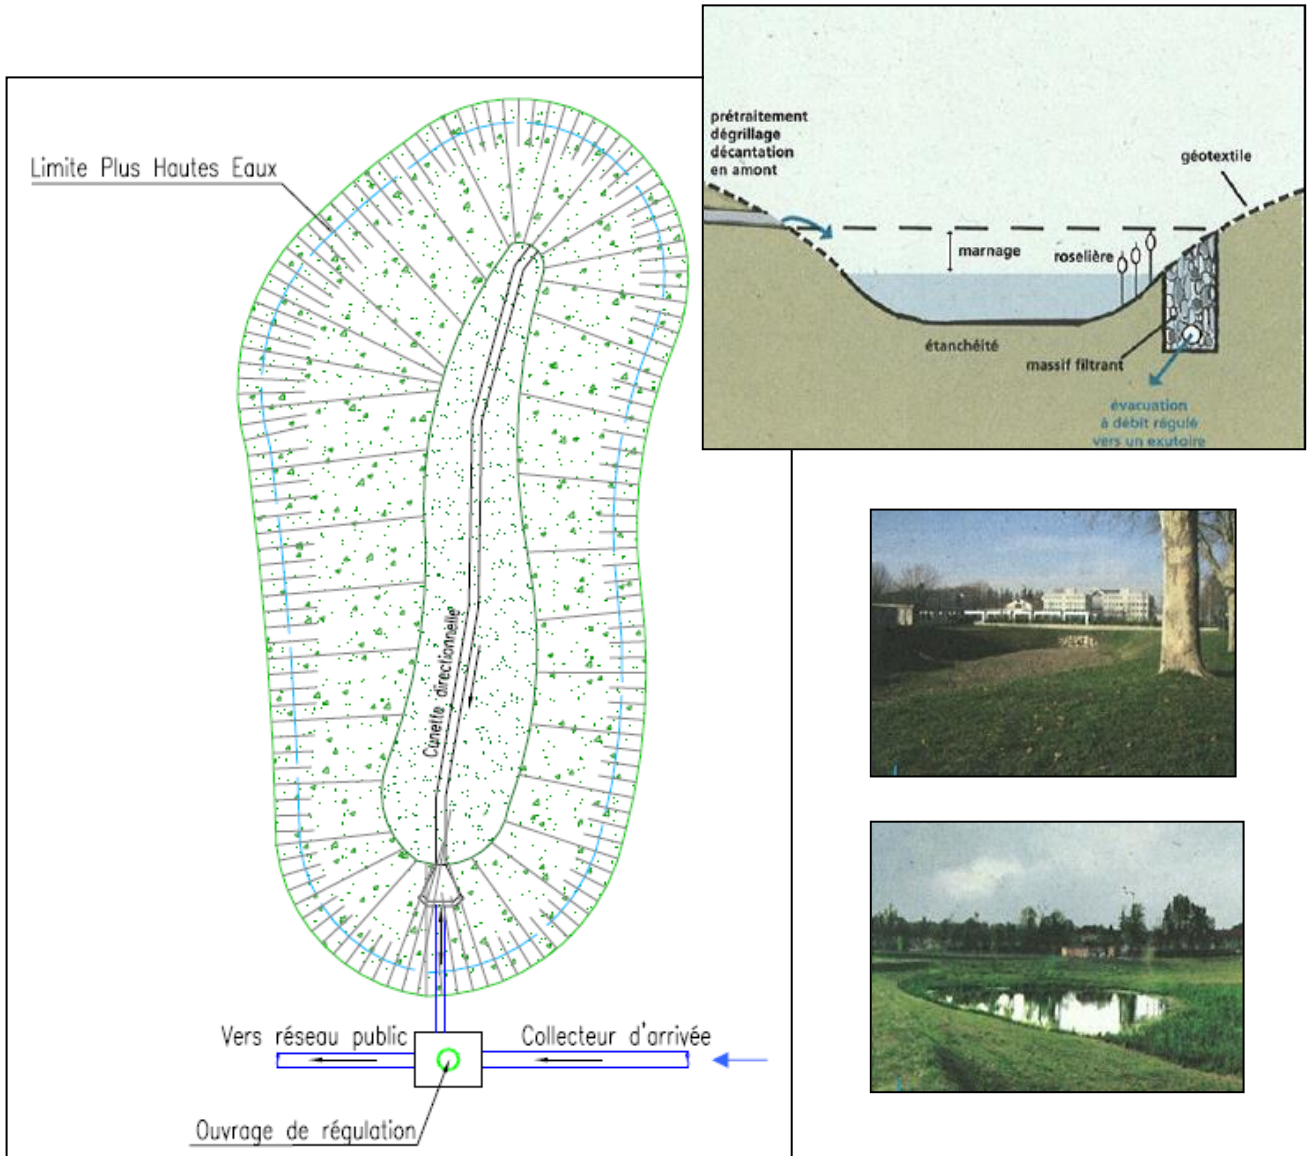 prétraitement
dégrillage
décantation
en amont
géotextile
marnage
roselière
étanchéité
massif filtrant
évacuation
à débit régulé
vers un exutoire
Limite Plus Hautes Eaux
Cunette directionnelle
Vers réseau public
Collecteur d'arrivée
Ouvrage de régulation